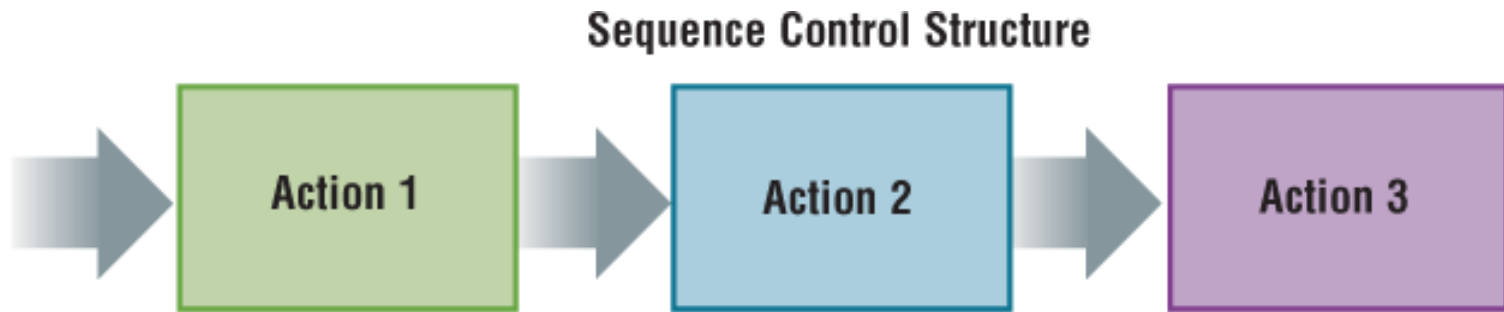 Sequence Control Structure
Action 1
Action 2
Action 3